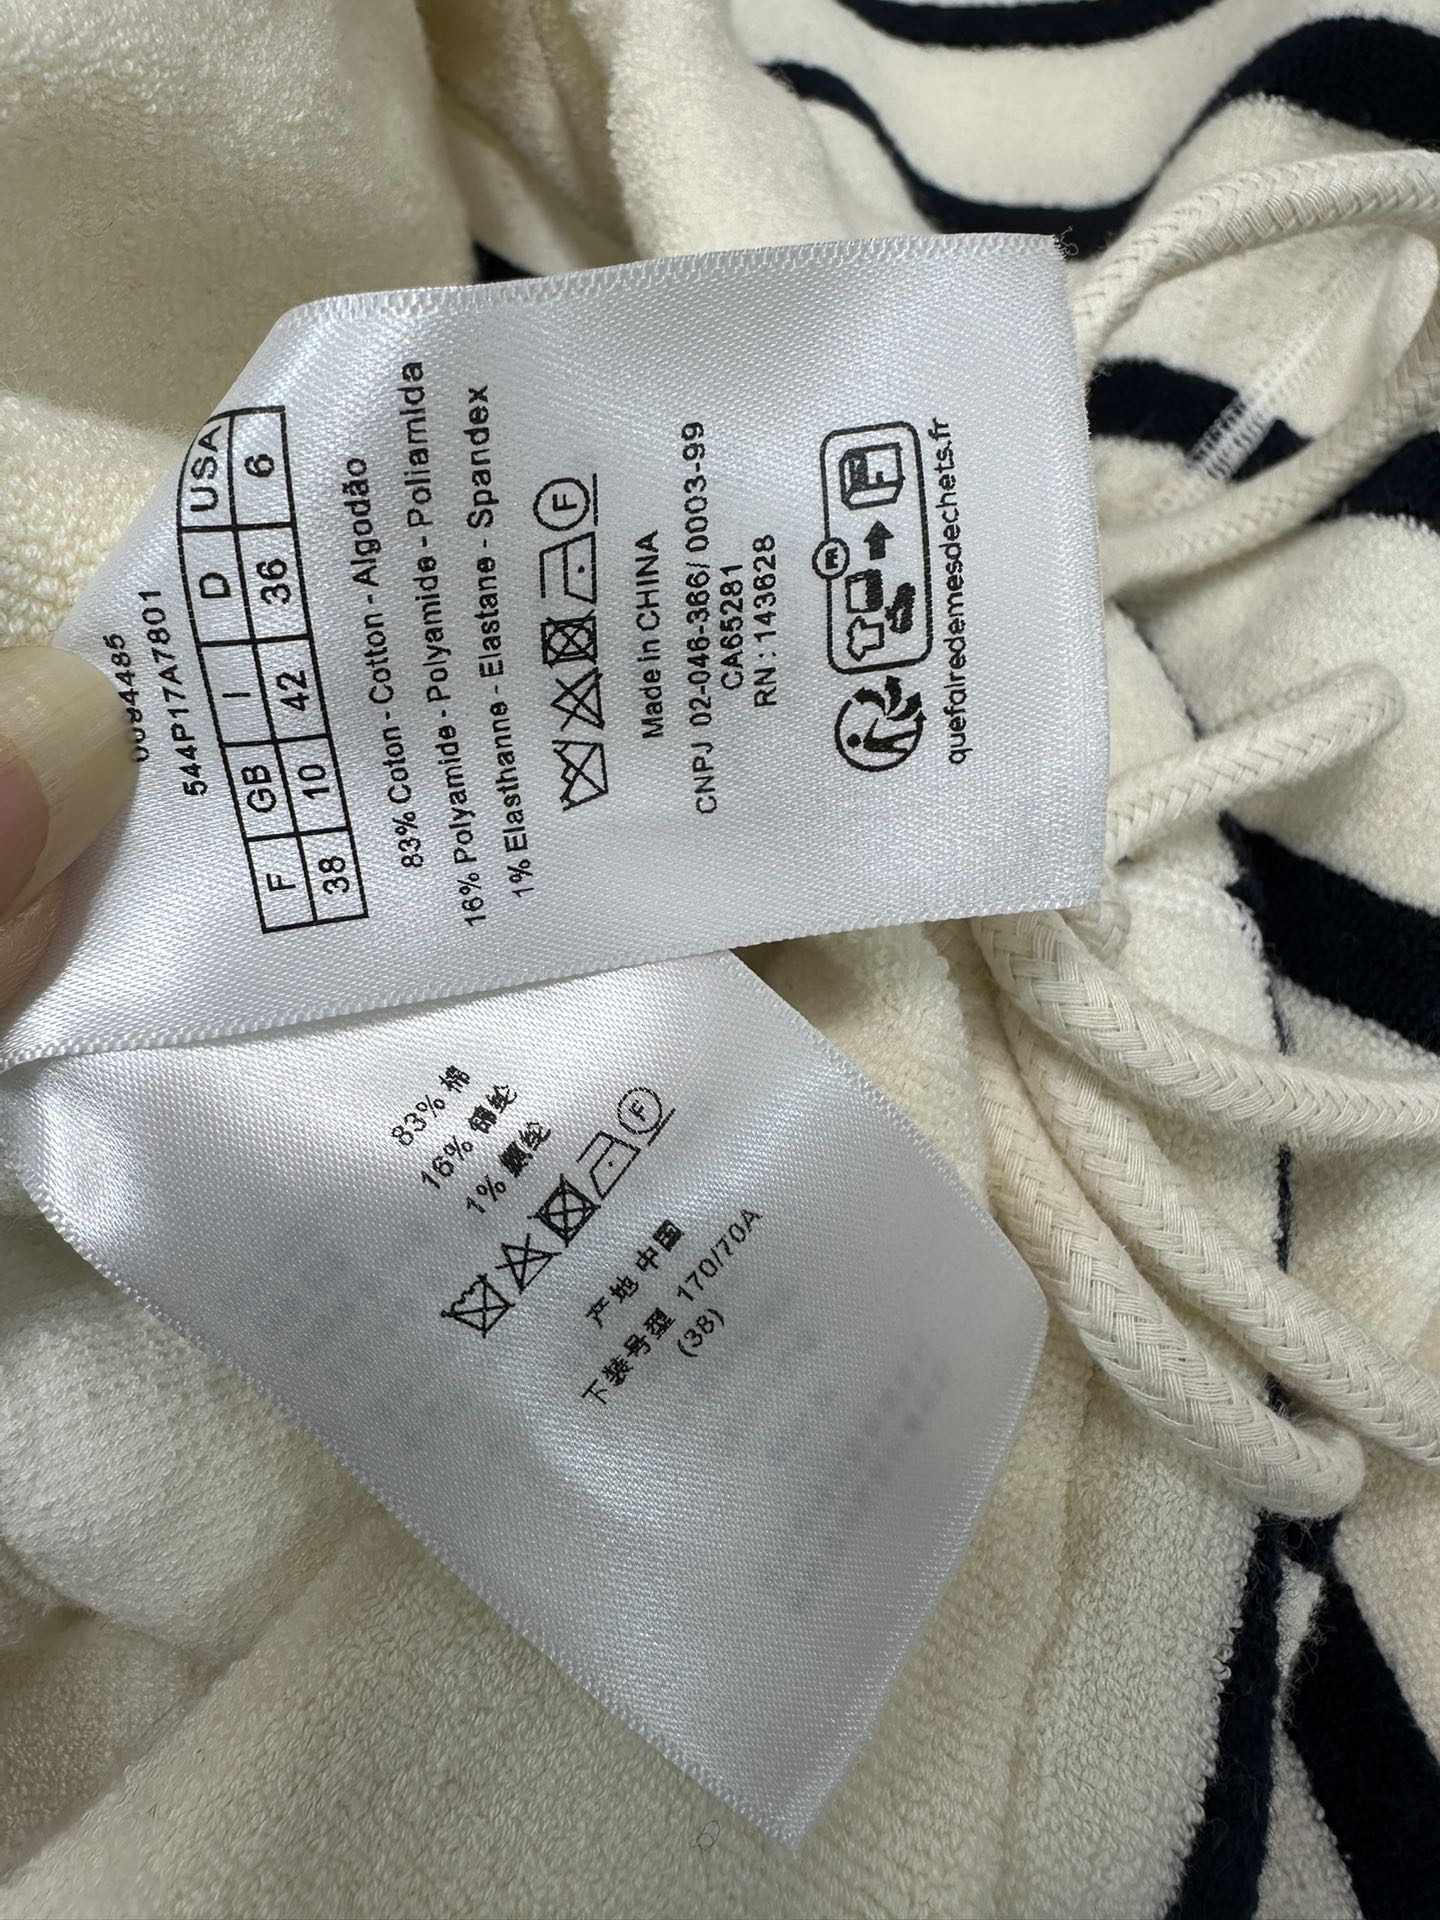 544P17A7801
F GB I D USA
38 10 42 36 6
83% Coton - Cotton - Algodão
16% Polyamide - Polyamide - Poliamida
1% Elasthanne - Elastane - Spandex
F
Made in CHINA
CNPJ 02-046-366/ 0003-99
CA65281
RN : 143628
FR
quefairedemesdechets.fr
83% 棉
16% 锦纶
1% 氨纶
F
产地 中国
下装号型 170/70A
(38)